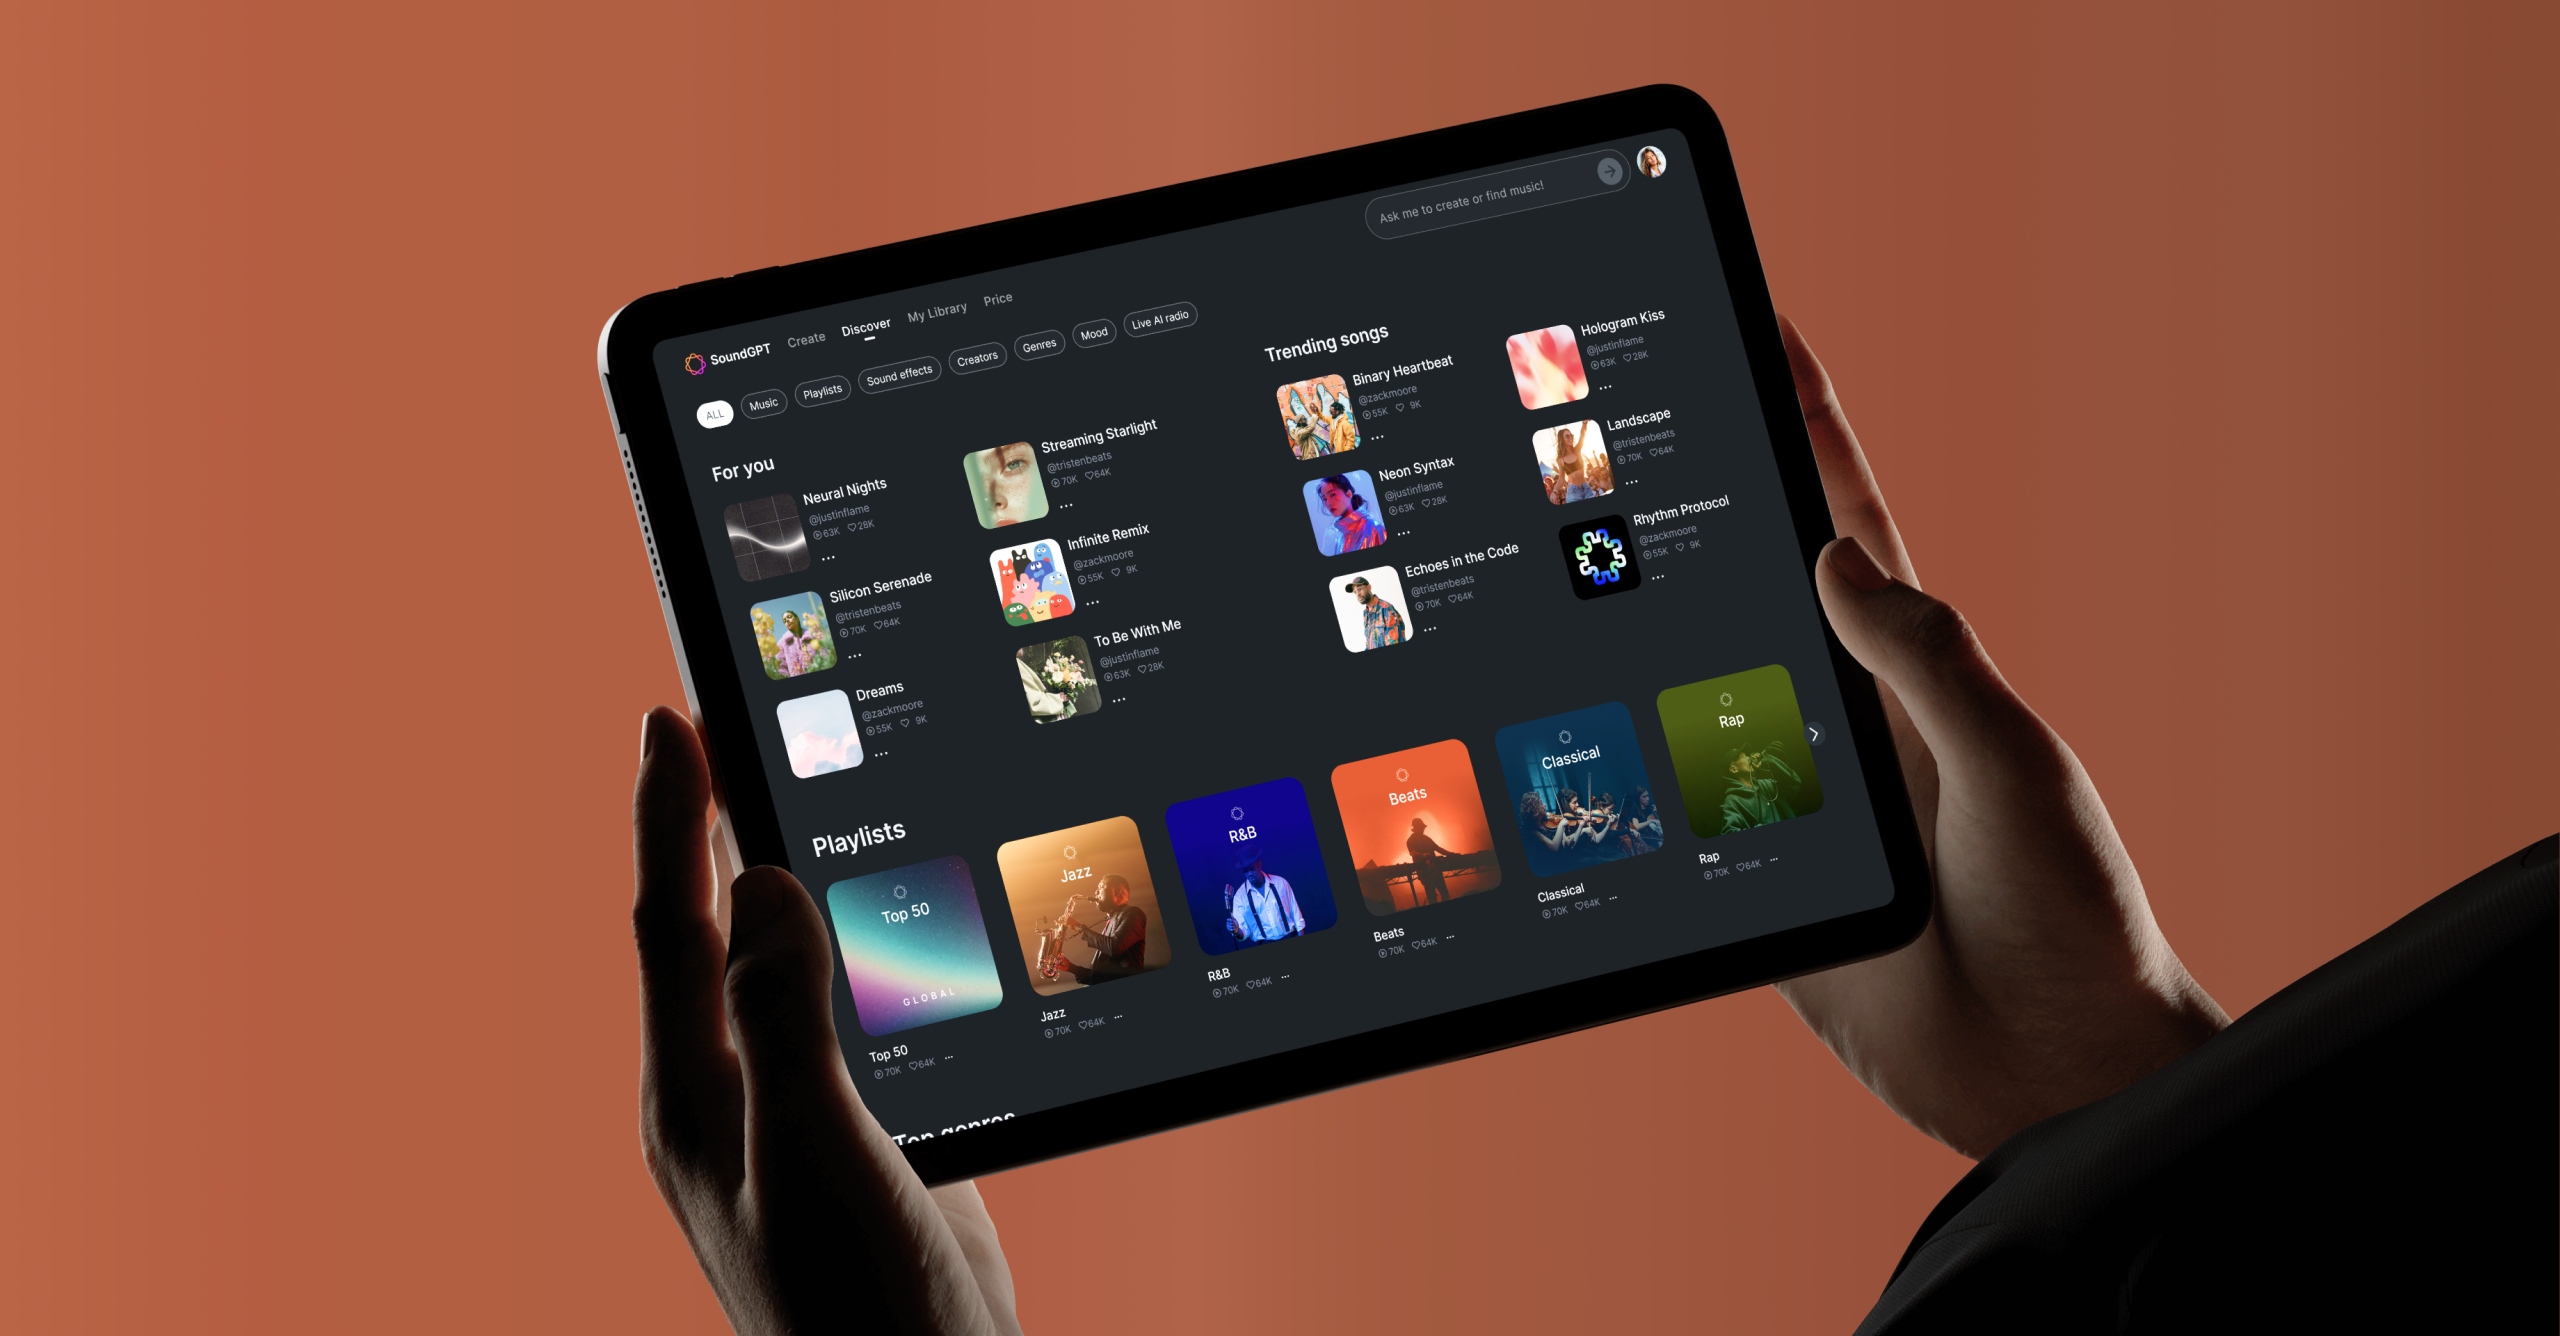 SoundGPT
Create
Discover
My Library
Price
Ask me to create or find music!
ALL
Music
Playlists
Sound effects
Creators
Genres
Mood
Live AI radio
For you
Neural Nights
@justinflame
63K 28K
Silicon Serenade
@tristenbeats
70K 64K
Dreams
@zackmoore
55K 9K
Streaming Starlight
@tristenbeats
70K 64K
Infinite Remix
@zackmoore
55K 9K
To Be With Me
@justinflame
63K 28K
Trending songs
Binary Heartbeat
@zackmoore
55K 9K
Neon Syntax
@justinflame
63K 28K
Echoes in the Code
@tristenbeats
70K 64K
Hologram Kiss
@justinflame
63K 28K
Landscape
@tristenbeats
70K 64K
Rhythm Protocol
@zackmoore
55K 9K
Playlists
Top 50
GLOBAL
Top 50
70K 64K
Jazz
Jazz
70K 64K
R&B
R&B
70K 64K
Beats
Beats
70K 64K
Classical
Classical
70K 64K
Rap
Rap
70K 64K
Top genres